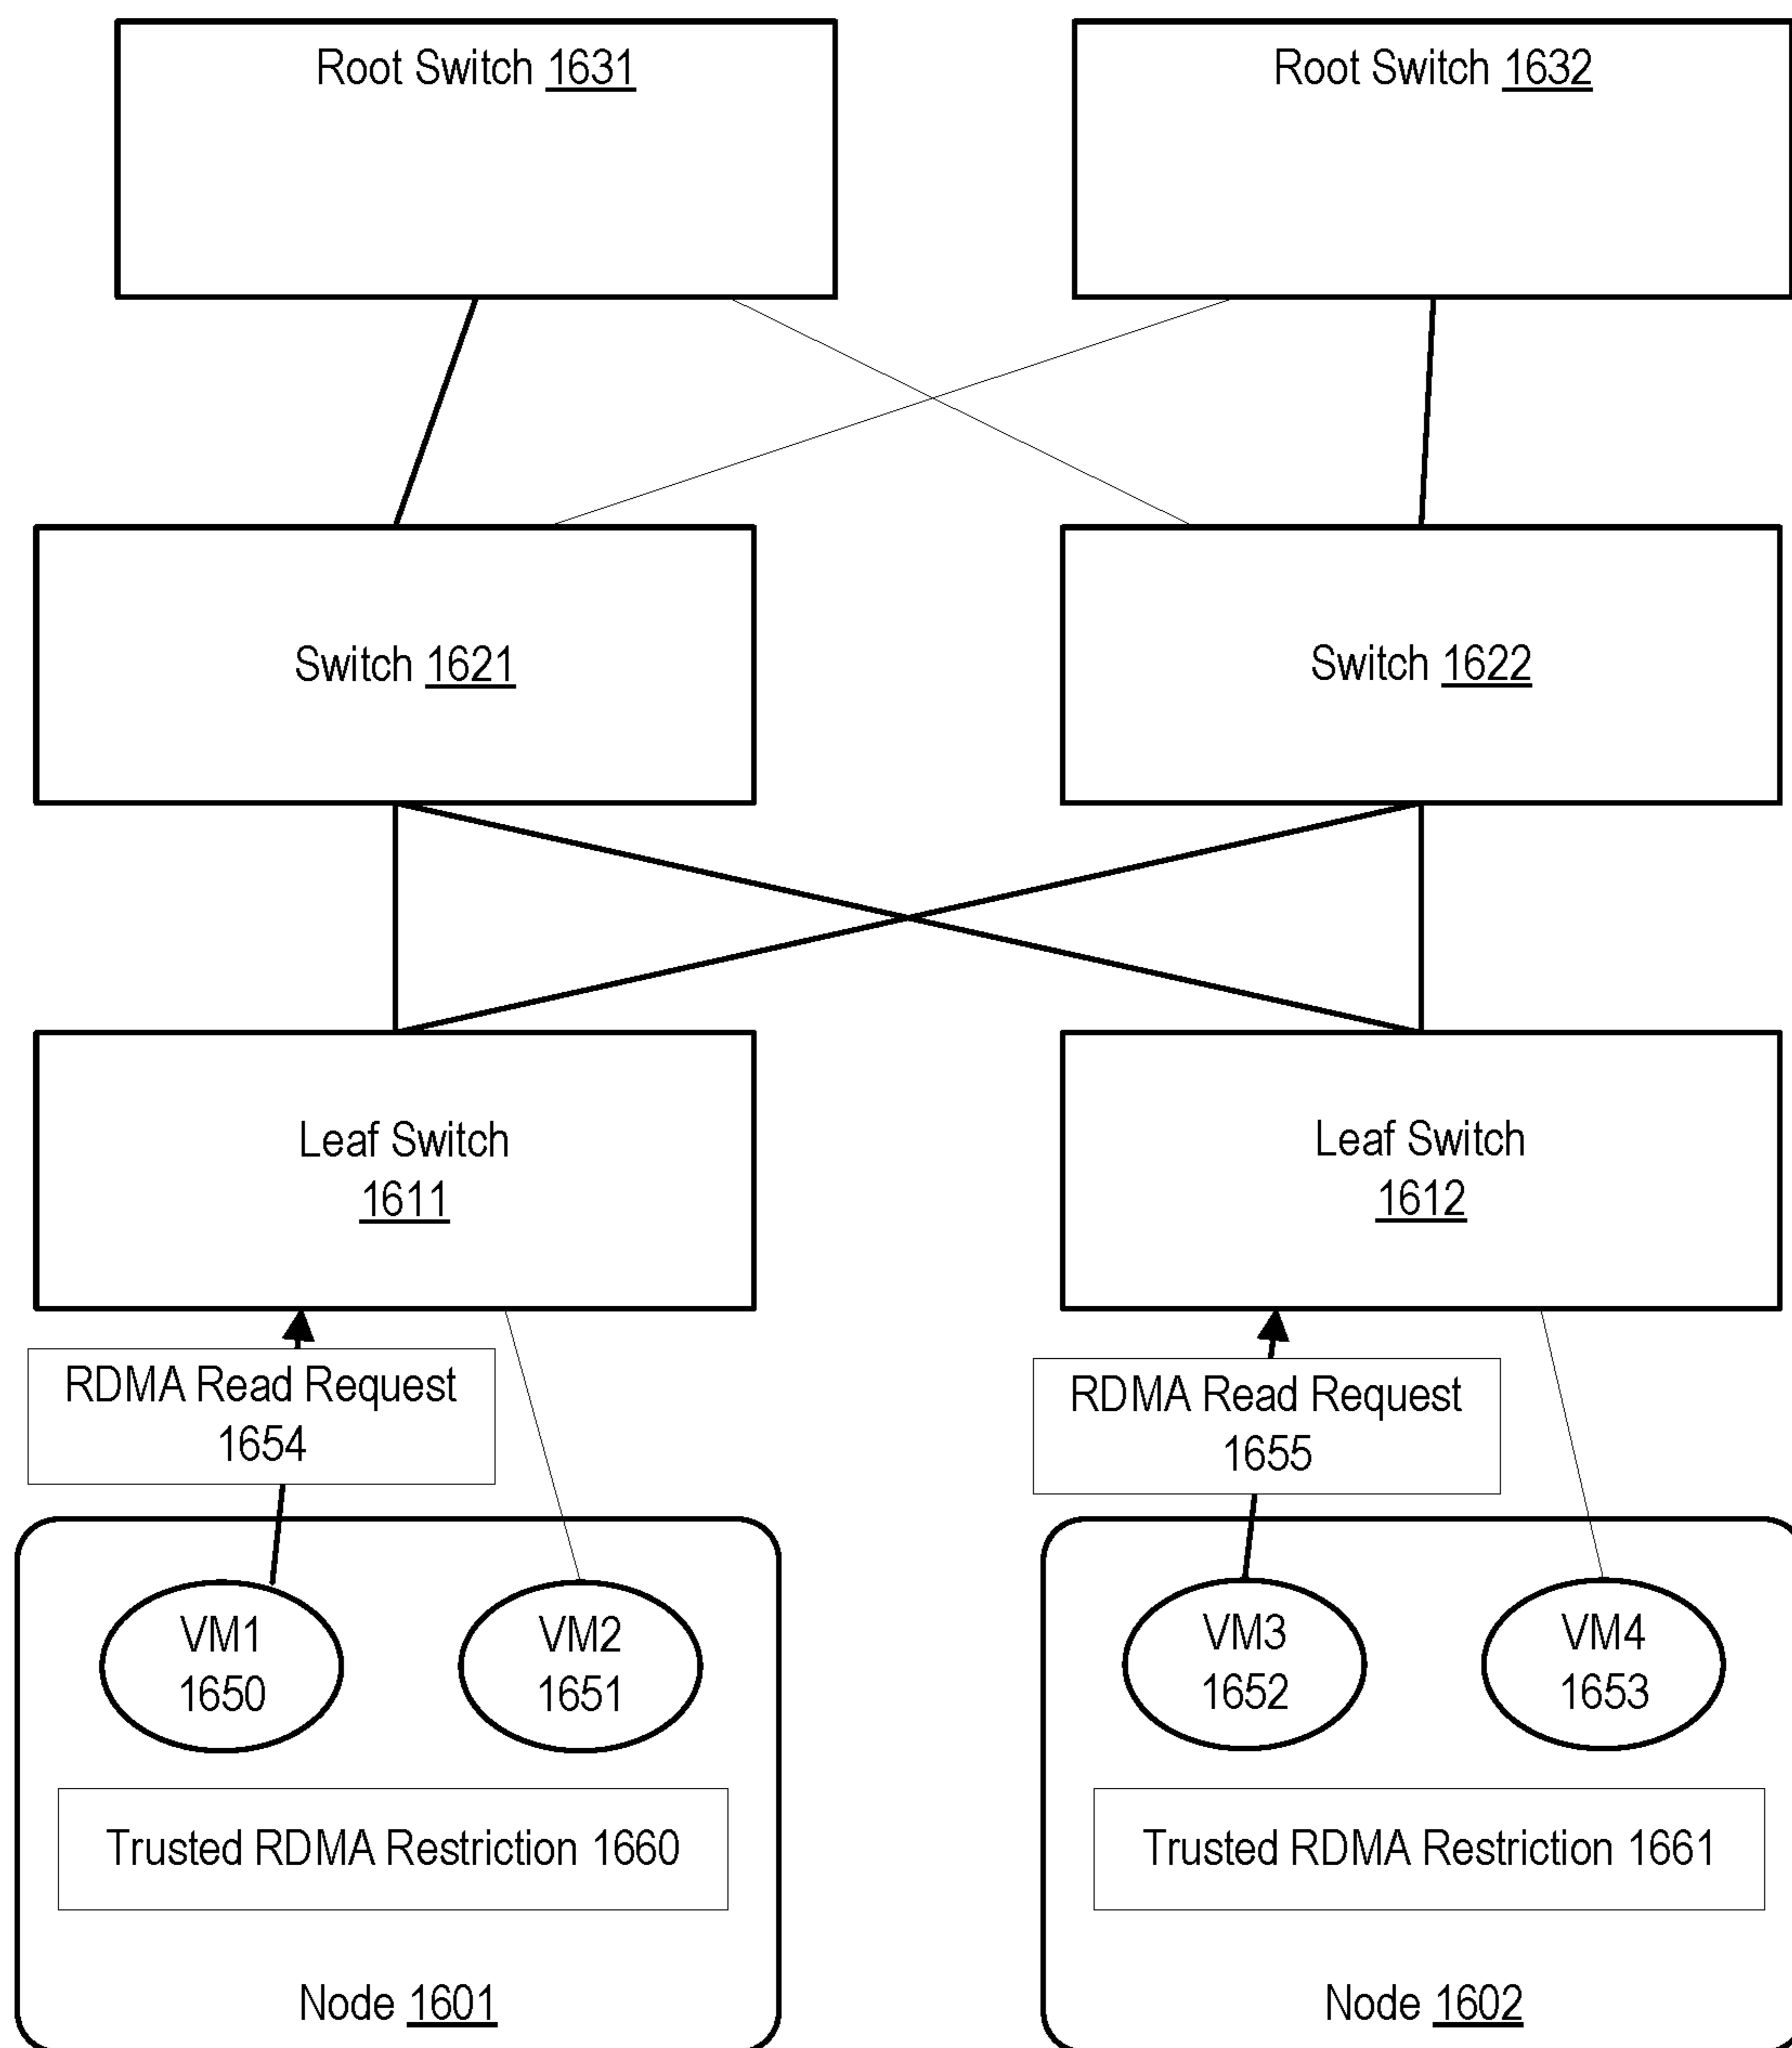 Root Switch 1631
Root Switch 1632
Switch 1621
Switch 1622
Leaf Switch
1611
Leaf Switch
1612
RDMA Read Request
1654
RDMA Read Request
1655
VM1
1650
VM2
1651
VM3
1652
VM4
1653
Trusted RDMA Restriction 1660
Trusted RDMA Restriction 1661
Node 1601
Node 1602